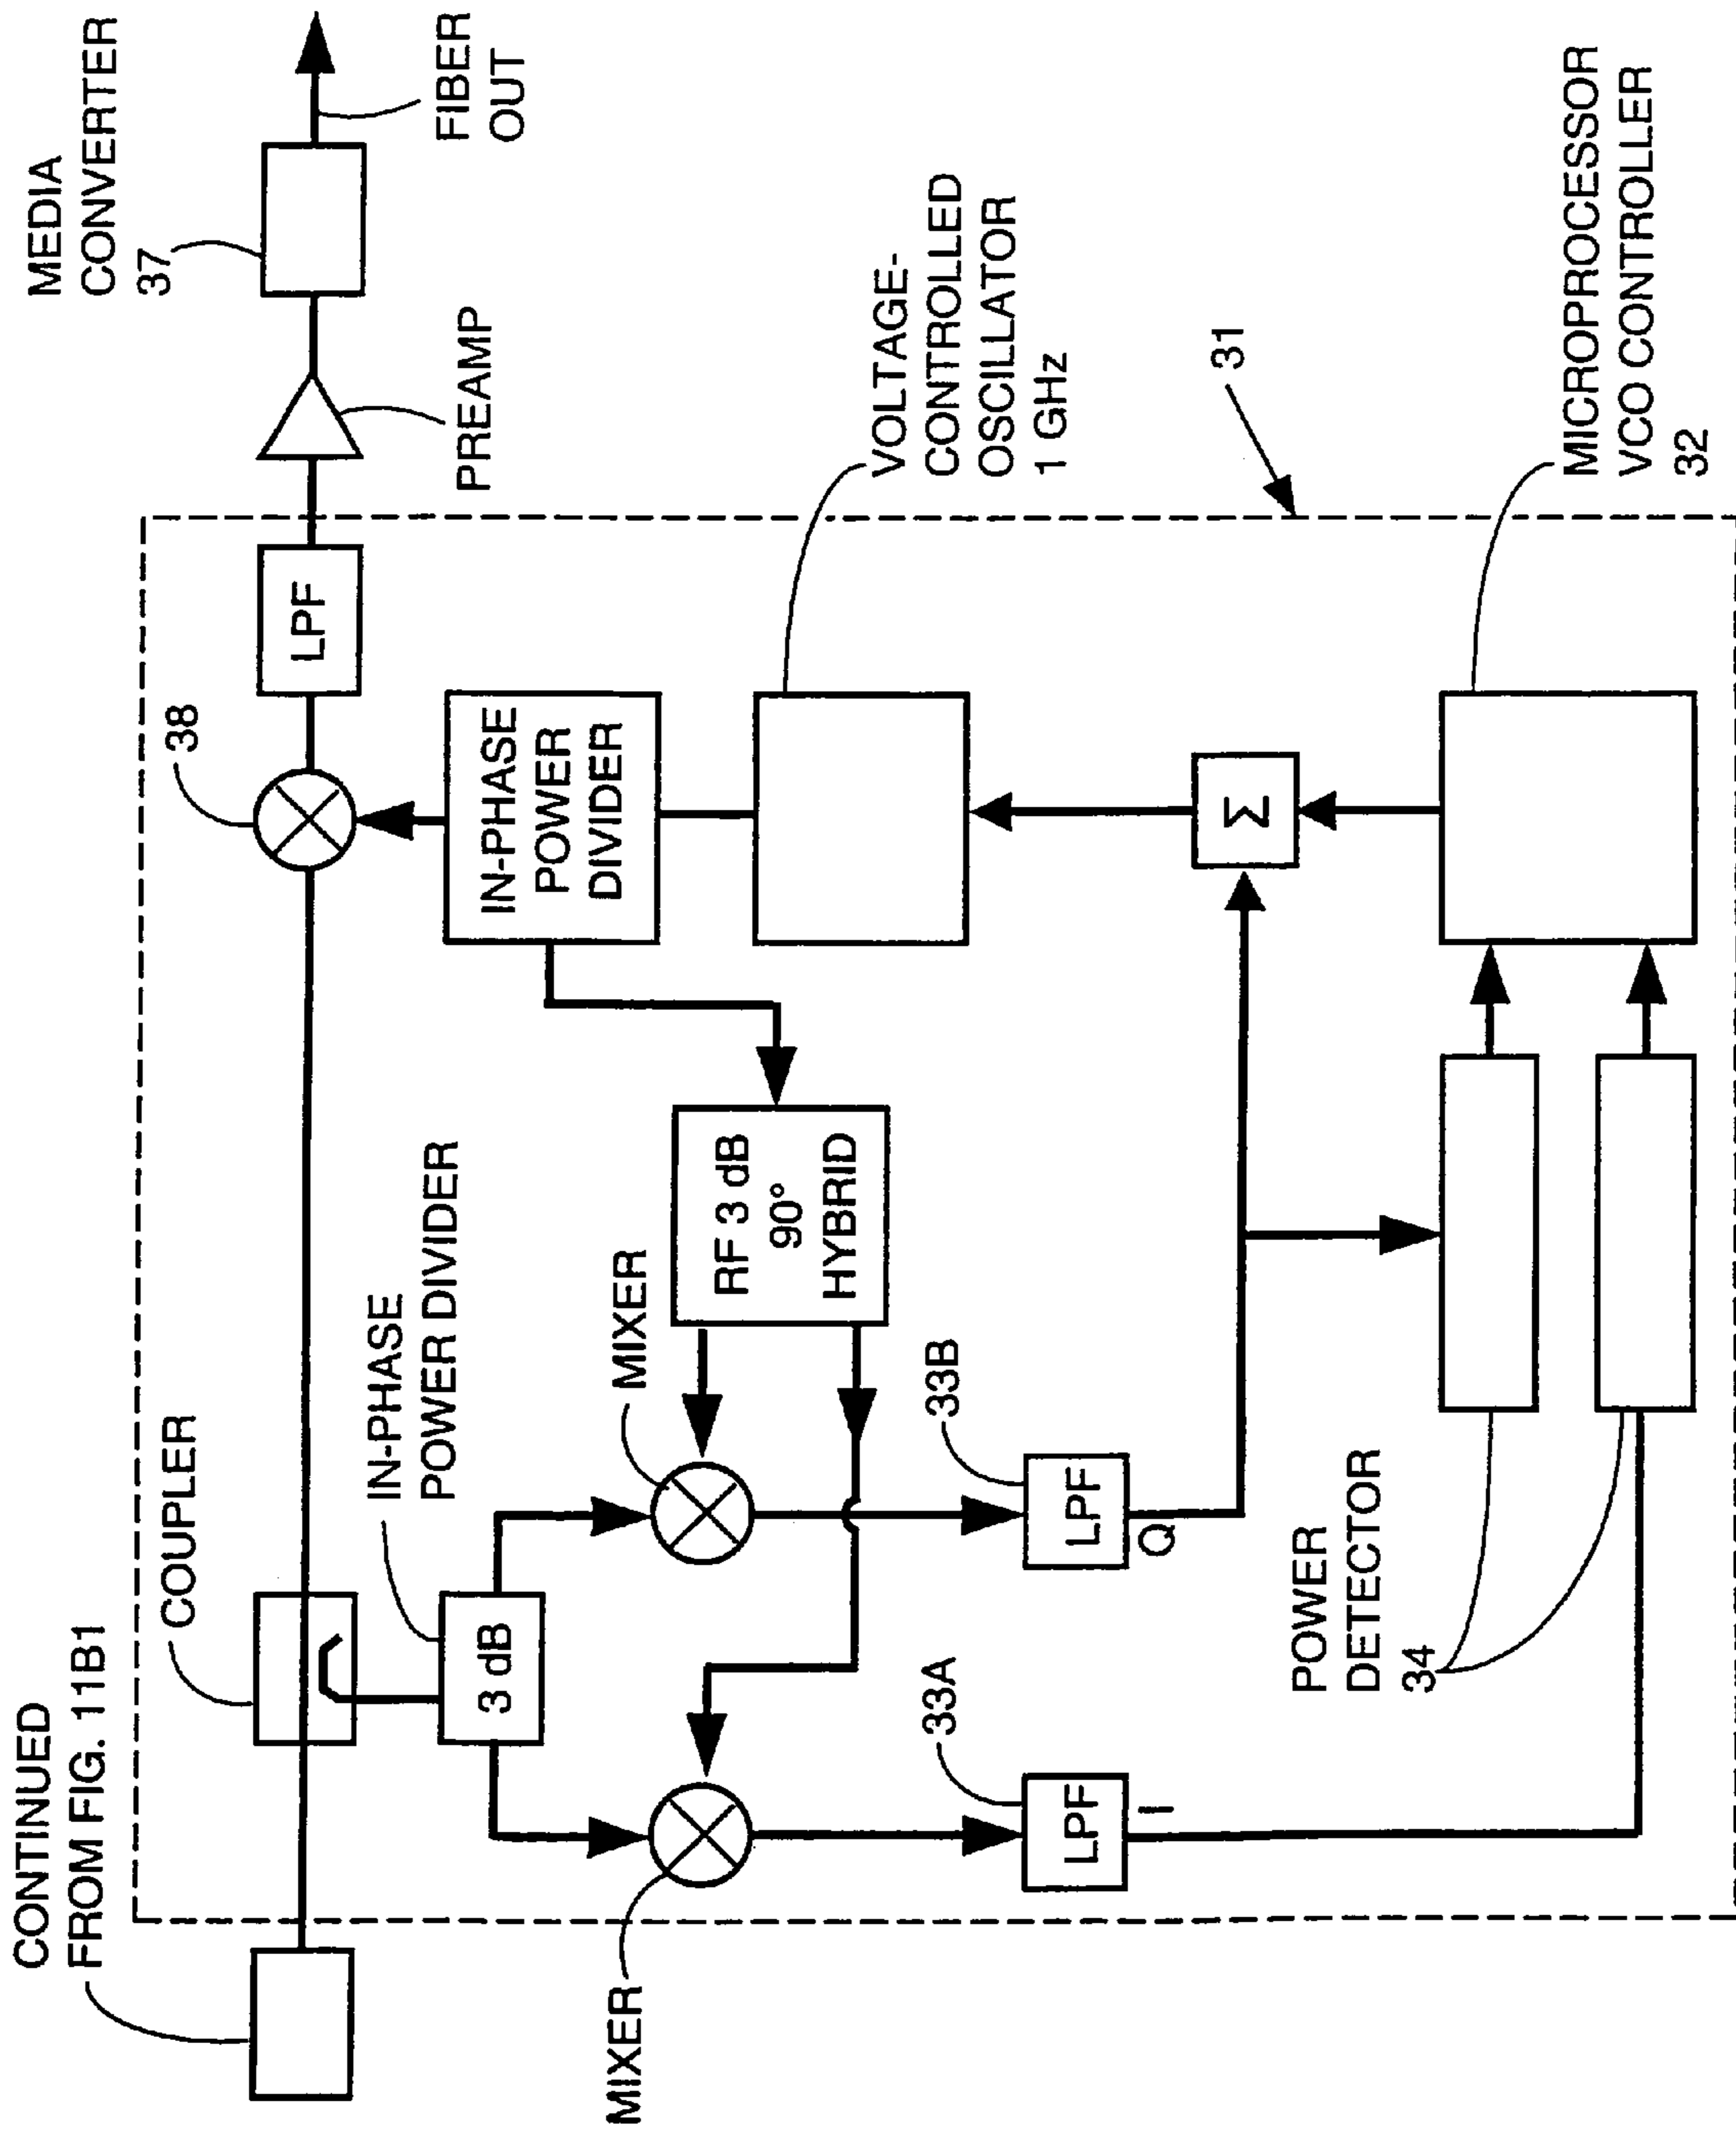 CONTINUED
FROM FIG. 11B1
COUPLER
38
LPF
MEDIA
CONVERTER
37
PREAMP
FIBER
OUT
IN-PHASE
POWER DIVIDER
3 dB
IN-PHASE
POWER
DIVIDER
MIXER
MIXER
RF 3 dB
90°
HYBRID
VOLTAGE-
CONTROLLED
OSCILLATOR
1 GHz
33A
LPF
I
33B
LPF
Q
Σ
31
POWER
DETECTOR
34
MICROPROCESSOR
VCO CONTROLLER
32